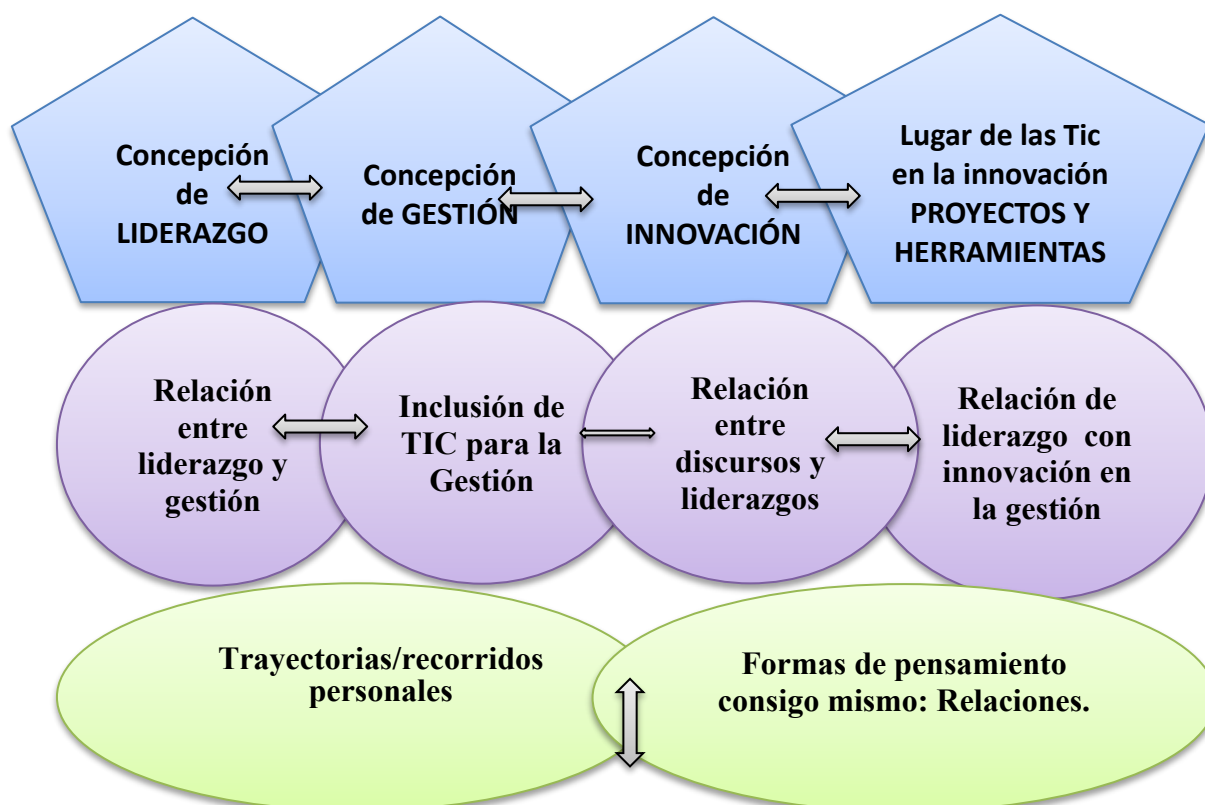 Concepción
de
LIDERAZGO
Concepción
de GESTIÓN
Concepción
de
INNOVACIÓN
Lugar de las Tic
en la innovación
PROYECTOS Y
HERRAMIENTAS
Relación
entre
liderazgo y
gestión
Inclusión de
TIC para la
Gestión
Relación
entre
discursos y
liderazgos
Relación de
liderazgo con
innovación en
la gestión
Trayectorias/recorridos
personales
Formas de pensamiento
consigo mismo: Relaciones.